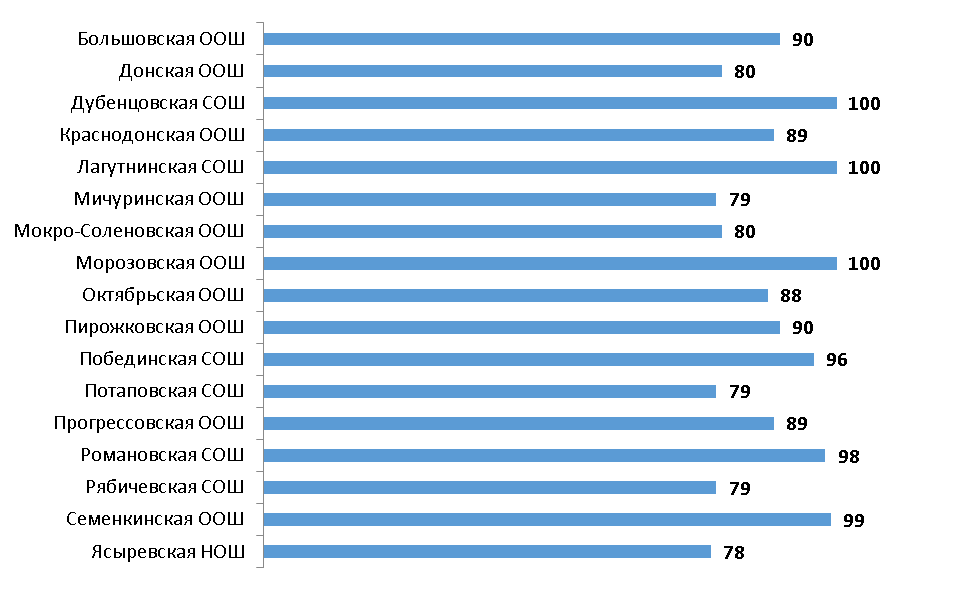 Большовская ООШ 90
Донская ООШ 80
Дубенцовская СОШ 100
Краснодонская ООШ 89
Лагутнинская СОШ 100
Мичуринская ООШ 79
Мокро-Соленовская ООШ 80
Морозовская ООШ 100
Октябрьская ООШ 88
Пирожковская ООШ 90
Побединская СОШ 96
Потаповская СОШ 79
Прогрессовская ООШ 89
Романовская СОШ 98
Рябичевская СОШ 79
Семенкинская ООШ 99
Ясыревская НОШ 78